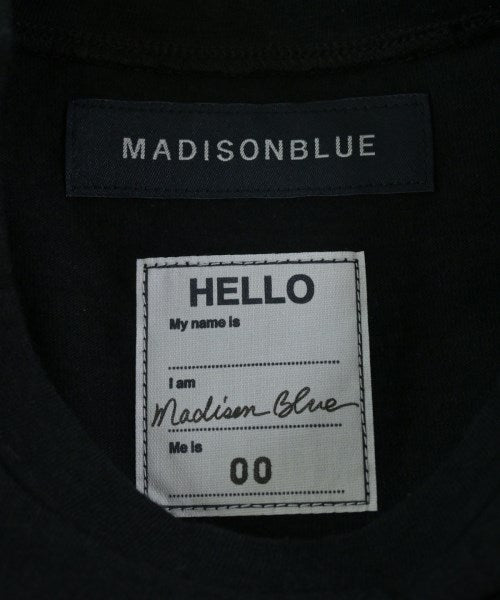 MADISONBLUE
HELLO
My name is
I am
Madison Blue
Me is
00